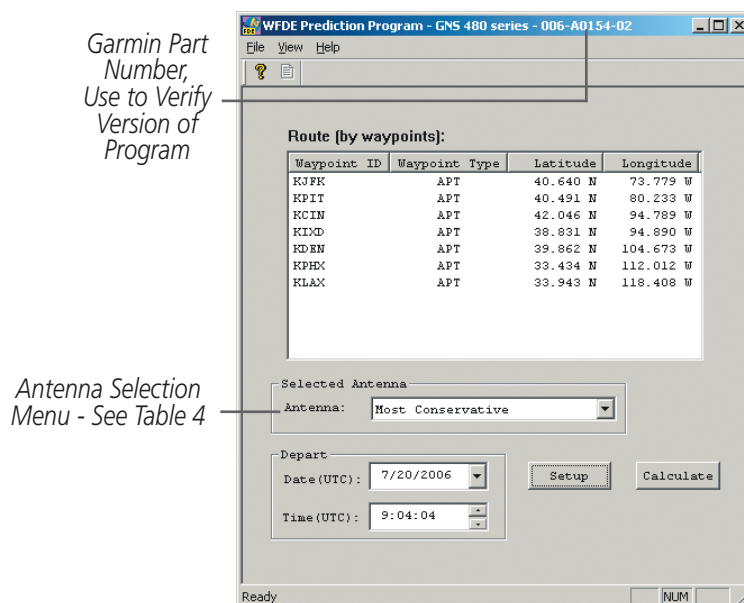 WFDE Prediction Program - GNS 480 series - 006-A0154-02
File View Help
Garmin Part
Number,
Use to Verify
Version of
Program
Route (by waypoints):
Waypoint ID Waypoint Type Latitude Longitude
KJFK APT 40.640 N 73.779 W
KPIT APT 40.491 N 80.233 W
KCIN APT 42.046 N 94.789 W
KIXD APT 38.831 N 94.890 W
KDEN APT 39.862 N 104.673 W
KPHX APT 33.434 N 112.012 W
KLAX APT 33.943 N 118.408 W
Antenna Selection
Menu - See Table 4
Selected Antenna
Antenna: Most Conservative
Depart
Date(UTC): 7/20/2006
Time(UTC): 9:04:04
Setup Calculate
Ready NUM